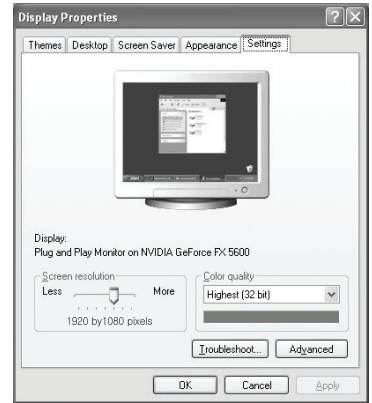 Display Properties
Themes Desktop Screen Saver Appearance Settings
Display:
Plug and Play Monitor on NVIDIA GeForce FX 5600
Screen resolution
Less More
1920 by1080 pixels
Color quality
Highest (32 bit)
Troubleshoot... Advanced
OK Cancel Apply